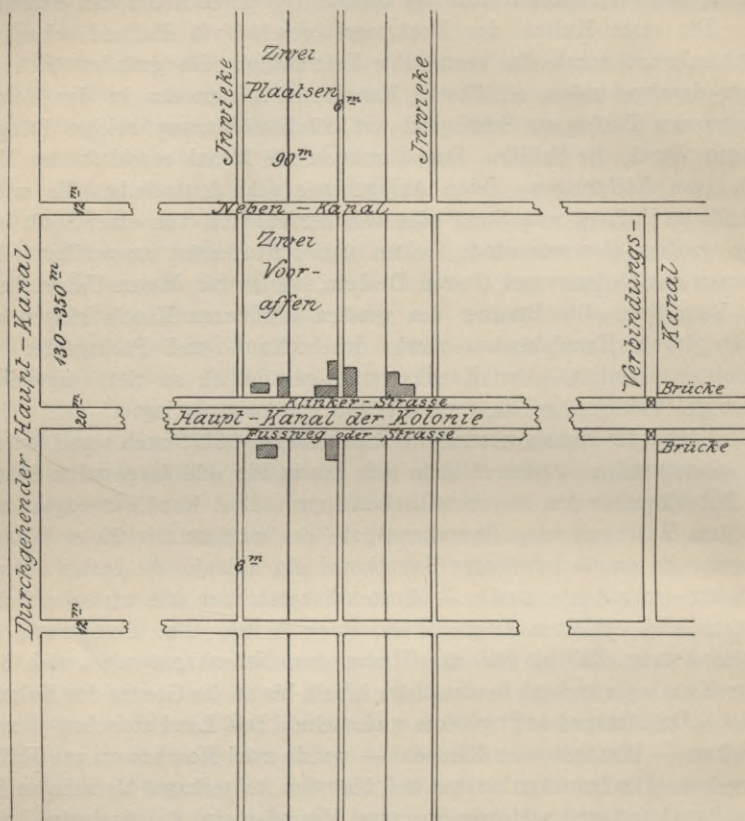 Zwei
Plaatsen
6m
Inwieke
Inwieke
90m
12m
Neben-Kanal
Zwei
Voor-
affen
Durchgehender Haupt-Kanal
130-350m
Verbindungs-
Kanal
Brücke
Klinker-Strasse
20m
Haupt-Kanal der Kolonie
Fussweg oder Strasse
Brücke
6m
12m